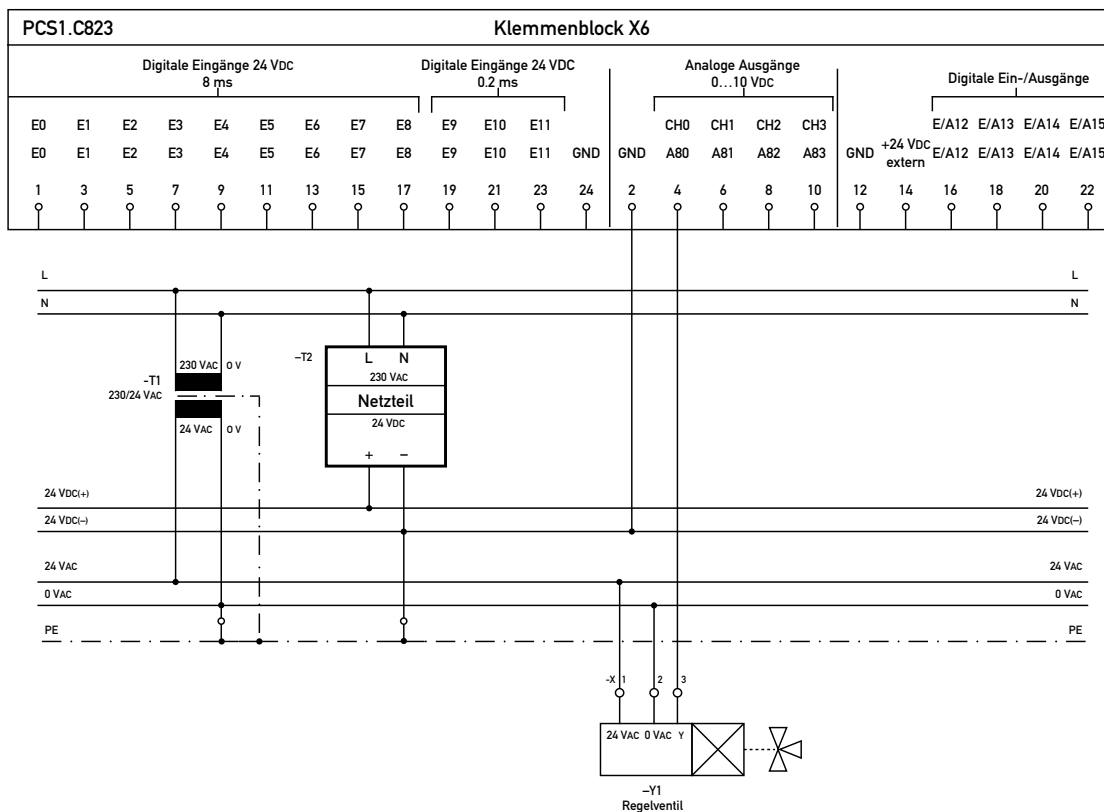 PCS1.C823 Klemmenblock X6
Digitale Eingänge 24 VDC
8 ms
Digitale Eingänge 24 VDC
0.2 ms
Analoge Ausgänge
0...10 VDC
Digitale Ein-/Ausgänge
E0 E1 E2 E3 E4 E5 E6 E7 E8 E9 E10 E11 CH0 CH1 CH2 CH3 E/A12 E/A13 E/A14 E/A15
E0 E1 E2 E3 E4 E5 E6 E7 E8 E9 E10 E11 GND GND A80 A81 A82 A83 GND +24 VDC extern E/A12 E/A13 E/A14 E/A15
1 3 5 7 9 11 13 15 17 19 21 23 24 2 4 6 8 10 12 14 16 18 20 22
L L
N N
–T2 L N
230 VAC 0 V
230 VAC
-T1
230/24 VAC
Netzteil
24 VAC 0 V
24 VDC
+ –
24 VDC(+) 24 VDC(+)
24 VDC(–) 24 VDC(–)
24 VAC 24 VAC
0 VAC 0 VAC
PE PE
-X 1 2 3
24 VAC 0 VAC Y
–Y1
Regelventil